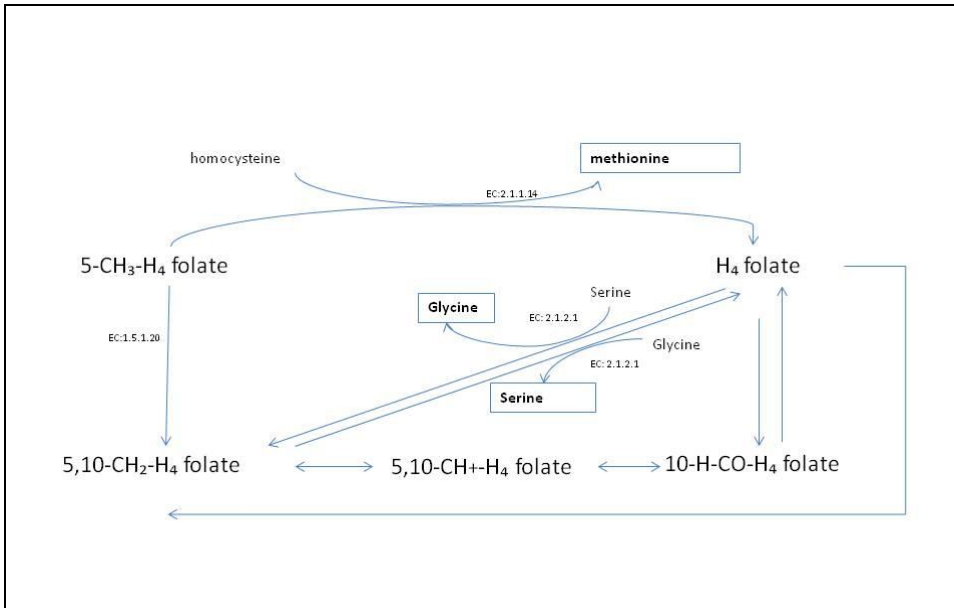 homocysteine
methionine
EC:2.1.1.14
5-CH₃-H₄ folate
H₄ folate
Serine
Glycine
EC: 2.1.2.1
EC:1.5.1.20
Glycine
EC: 2.1.2.1
Serine
5,10-CH₂-H₄ folate
5,10-CH+-H₄ folate
10-H-CO-H₄ folate